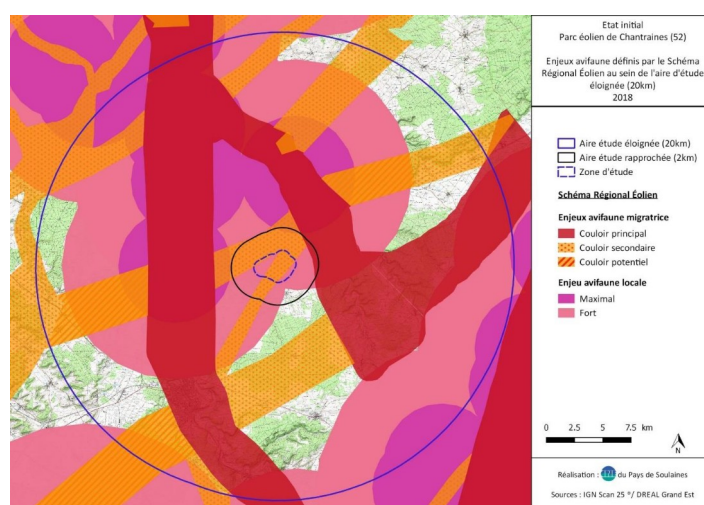 Etat initial
Parc éolien de Chantraines (52)
Enjeux avifaune définis par le Schéma
Régional Éolien au sein de l'aire d'étude
éloignée (20km)
2018
Aire étude éloignée (20km)
Aire étude rapprochée (2km)
Zone d'étude
Schéma Régional Éolien
Enjeux avifaune migratrice
Couloir principal
Couloir secondaire
Couloir potentiel
Enjeu avifaune locale
Maximal
Fort
0 2.5 5 7.5 km
N
Réalisation : du Pays de Soulaines
Sources : IGN Scan 25 ®/ DREAL Grand Est